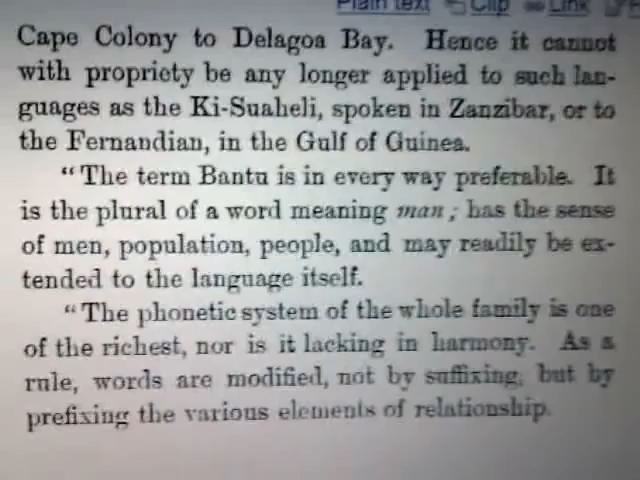 Plain text Clip Link
Cape Colony to Delagoa Bay. Hence it cannot
with propriety be any longer applied to such lan-
guages as the Ki-Suaheli, spoken in Zanzibar, or to
the Fernandian, in the Gulf of Guinea.
"The term Bantu is in every way preferable. It
is the plural of a word meaning man; has the sense
of men, population, people, and may readily be ex-
tended to the language itself.
"The phonetic system of the whole family is one
of the richest, nor is it lacking in harmony. As a
rule, words are modified, not by suffixing, but by
prefixing the various elements of relationship.